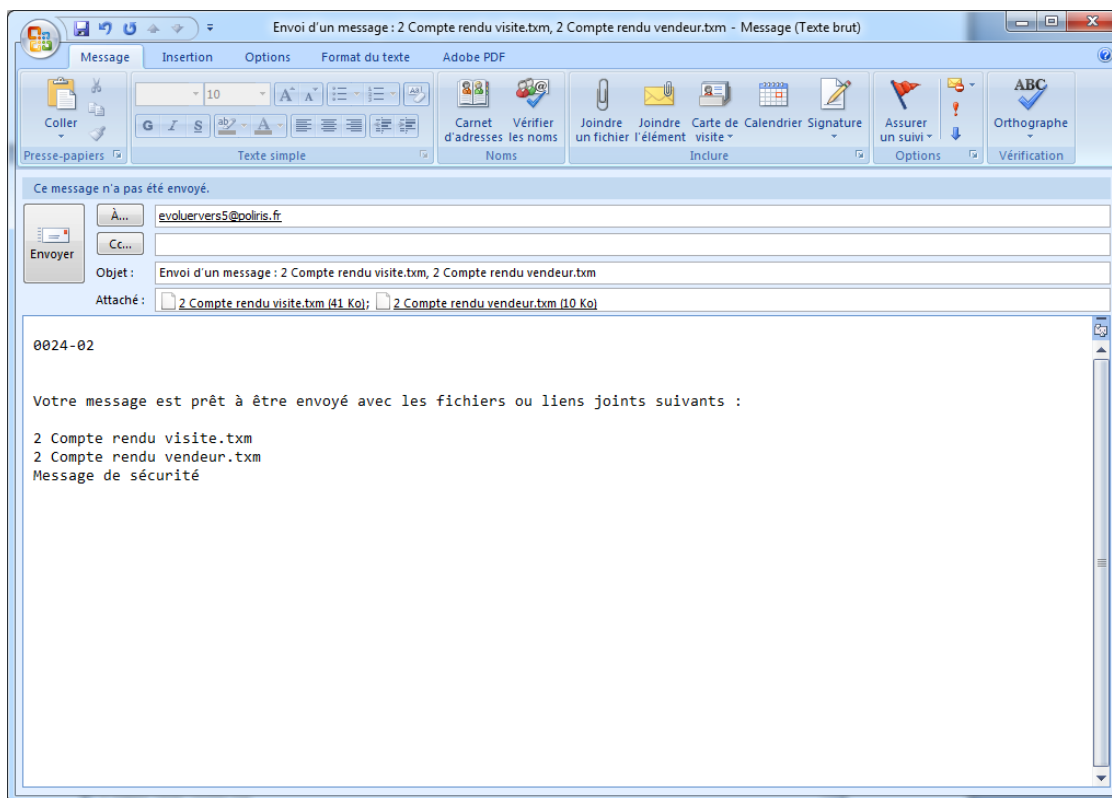 Envoi d'un message : 2 Compte rendu visite.txm, 2 Compte rendu vendeur.txm - Message (Texte brut)
Message Insertion Options Format du texte Adobe PDF
Coller
10
G I S ab A
Carnet d'adresses
Vérifier les noms
Joindre un fichier
Joindre l'élément
Carte de visite
Calendrier
Signature
Assurer un suivi
ABC
Orthographe
Presse-papiers Texte simple Noms Inclure Options Vérification
Ce message n'a pas été envoyé.
Envoyer
À... evoluervers5@poliris.fr
Cc...
Objet : Envoi d'un message : 2 Compte rendu visite.txm, 2 Compte rendu vendeur.txm
Attaché : 2 Compte rendu visite.txm (41 Ko); 2 Compte rendu vendeur.txm (10 Ko)
0024-02
Votre message est prêt à être envoyé avec les fichiers ou liens joints suivants :
2 Compte rendu visite.txm
2 Compte rendu vendeur.txm
Message de sécurité